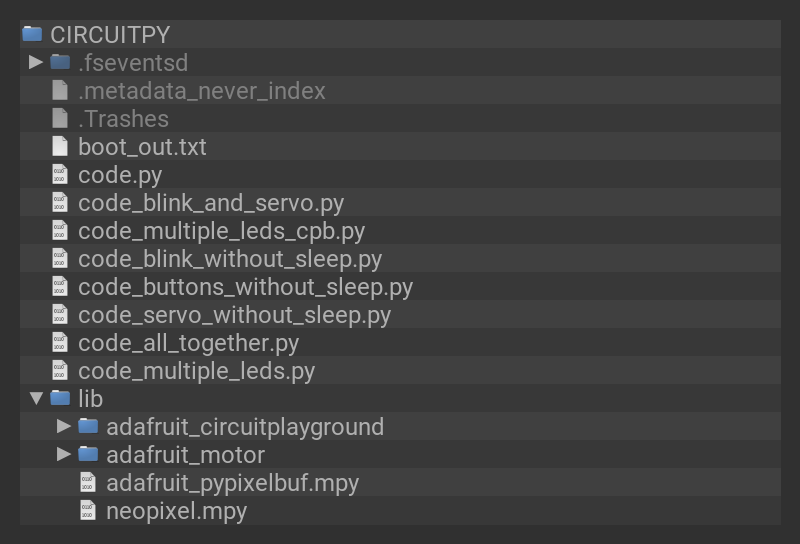 CIRCUITPY
.fseventsd
.metadata_never_index
.Trashes
boot_out.txt
code.py
code_blink_and_servo.py
code_multiple_leds_cpb.py
code_blink_without_sleep.py
code_buttons_without_sleep.py
code_servo_without_sleep.py
code_all_together.py
code_multiple_leds.py
lib
adafruit_circuitplayground
adafruit_motor
adafruit_pypixelbuf.mpy
neopixel.mpy